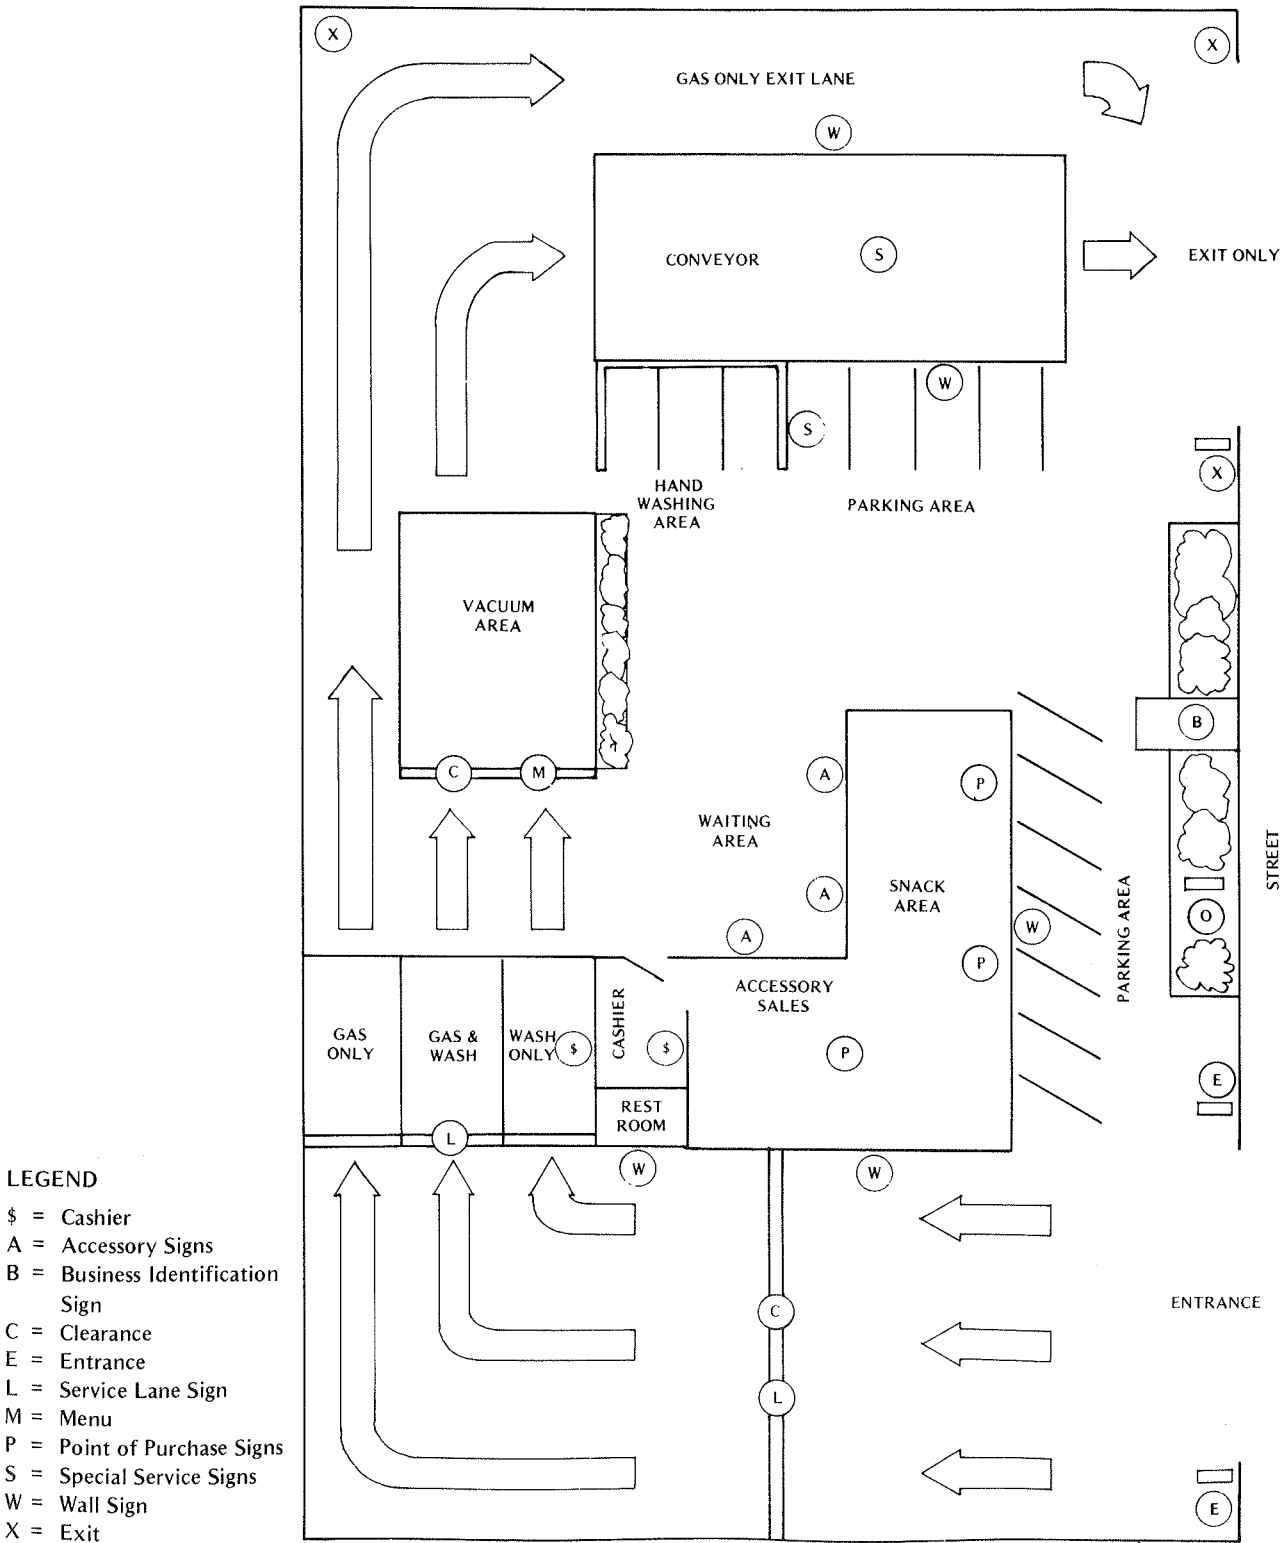 X
X
GAS ONLY EXIT LANE
W
CONVEYOR
S
EXIT ONLY
W
S
X
HAND
WASHING
AREA
PARKING AREA
VACUUM
AREA
B
C
M
A
P
WAITING
AREA
STREET
SNACK
AREA
A
PARKING AREA
O
W
A
P
ACCESSORY
SALES
CASHIER
GAS
ONLY
GAS &
WASH
WASH
ONLY
$
$
P
E
REST
ROOM
L
W
W
ENTRANCE
C
L
E
LEGEND
$ = Cashier
A = Accessory Signs
B = Business Identification
Sign
C = Clearance
E = Entrance
L = Service Lane Sign
M = Menu
P = Point of Purchase Signs
S = Special Service Signs
W = Wall Sign
X = Exit